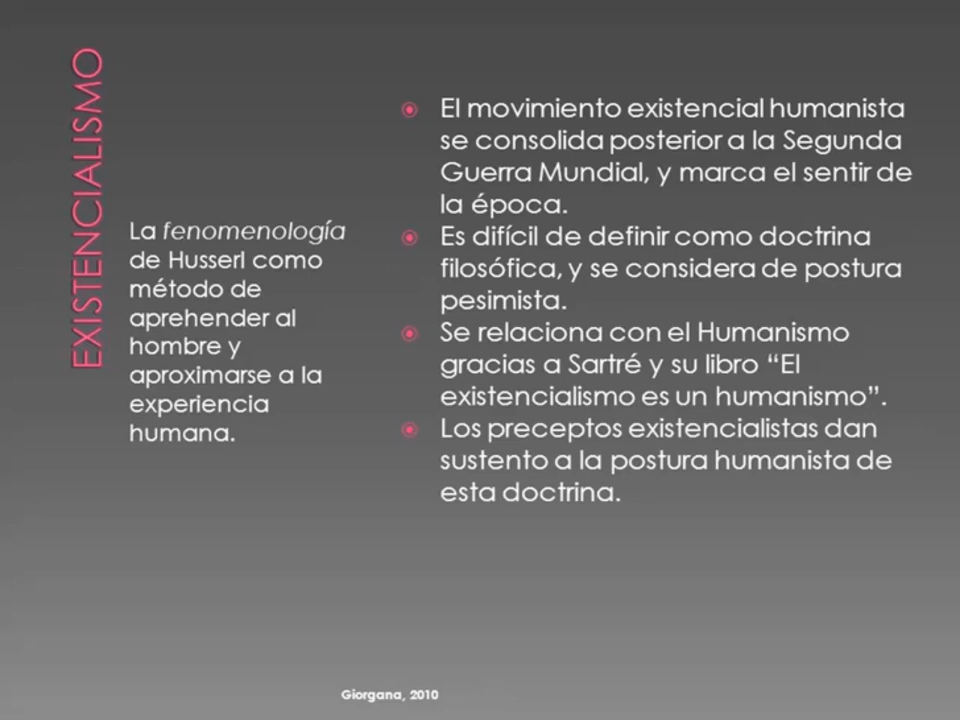 EXISTENCIALISMO
La fenomenología
de Husserl como
método de
aprehender al
hombre y
aproximarse a la
experiencia
humana.
El movimiento existencial humanista
se consolida posterior a la Segunda
Guerra Mundial, y marca el sentir de
la época.
Es difícil de definir como doctrina
filosófica, y se considera de postura
pesimista.
Se relaciona con el Humanismo
gracias a Sartré y su libro “El
existencialismo es un humanismo”.
Los preceptos existencialistas dan
sustento a la postura humanista de
esta doctrina.
Giorgana, 2010